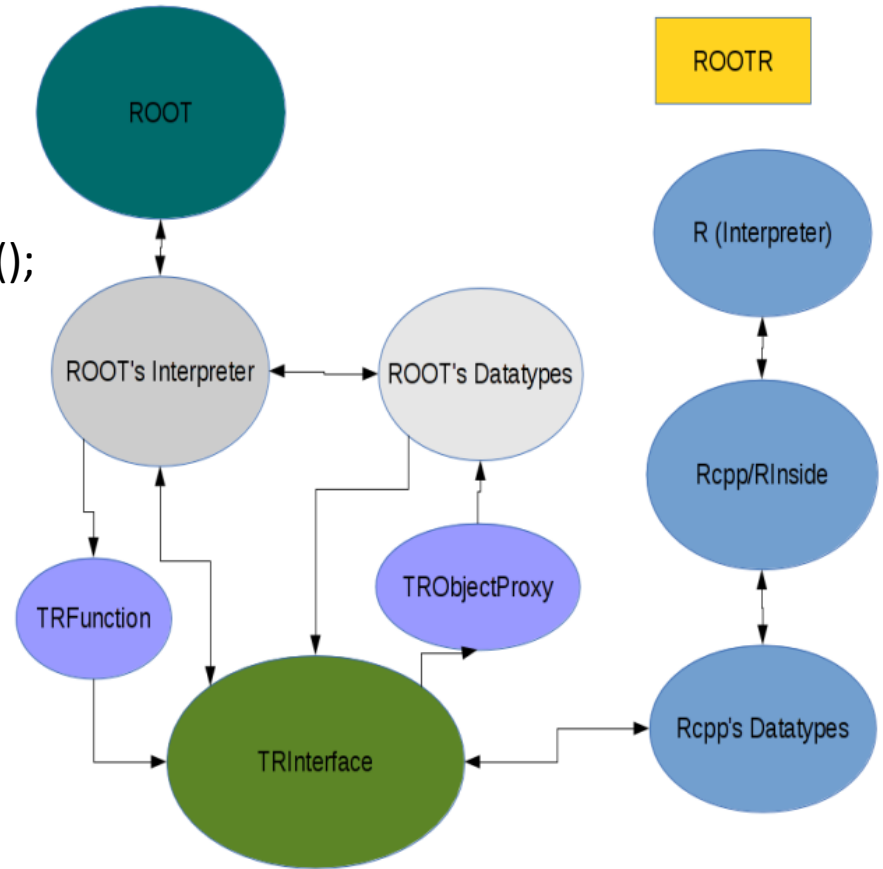 ROOT
ROOTR
R (Interpreter)
();
ROOT's Interpreter
ROOT's Datatypes
Rcpp/RInside
TRObjectProxy
TRFunction
Rcpp's Datatypes
TRInterface